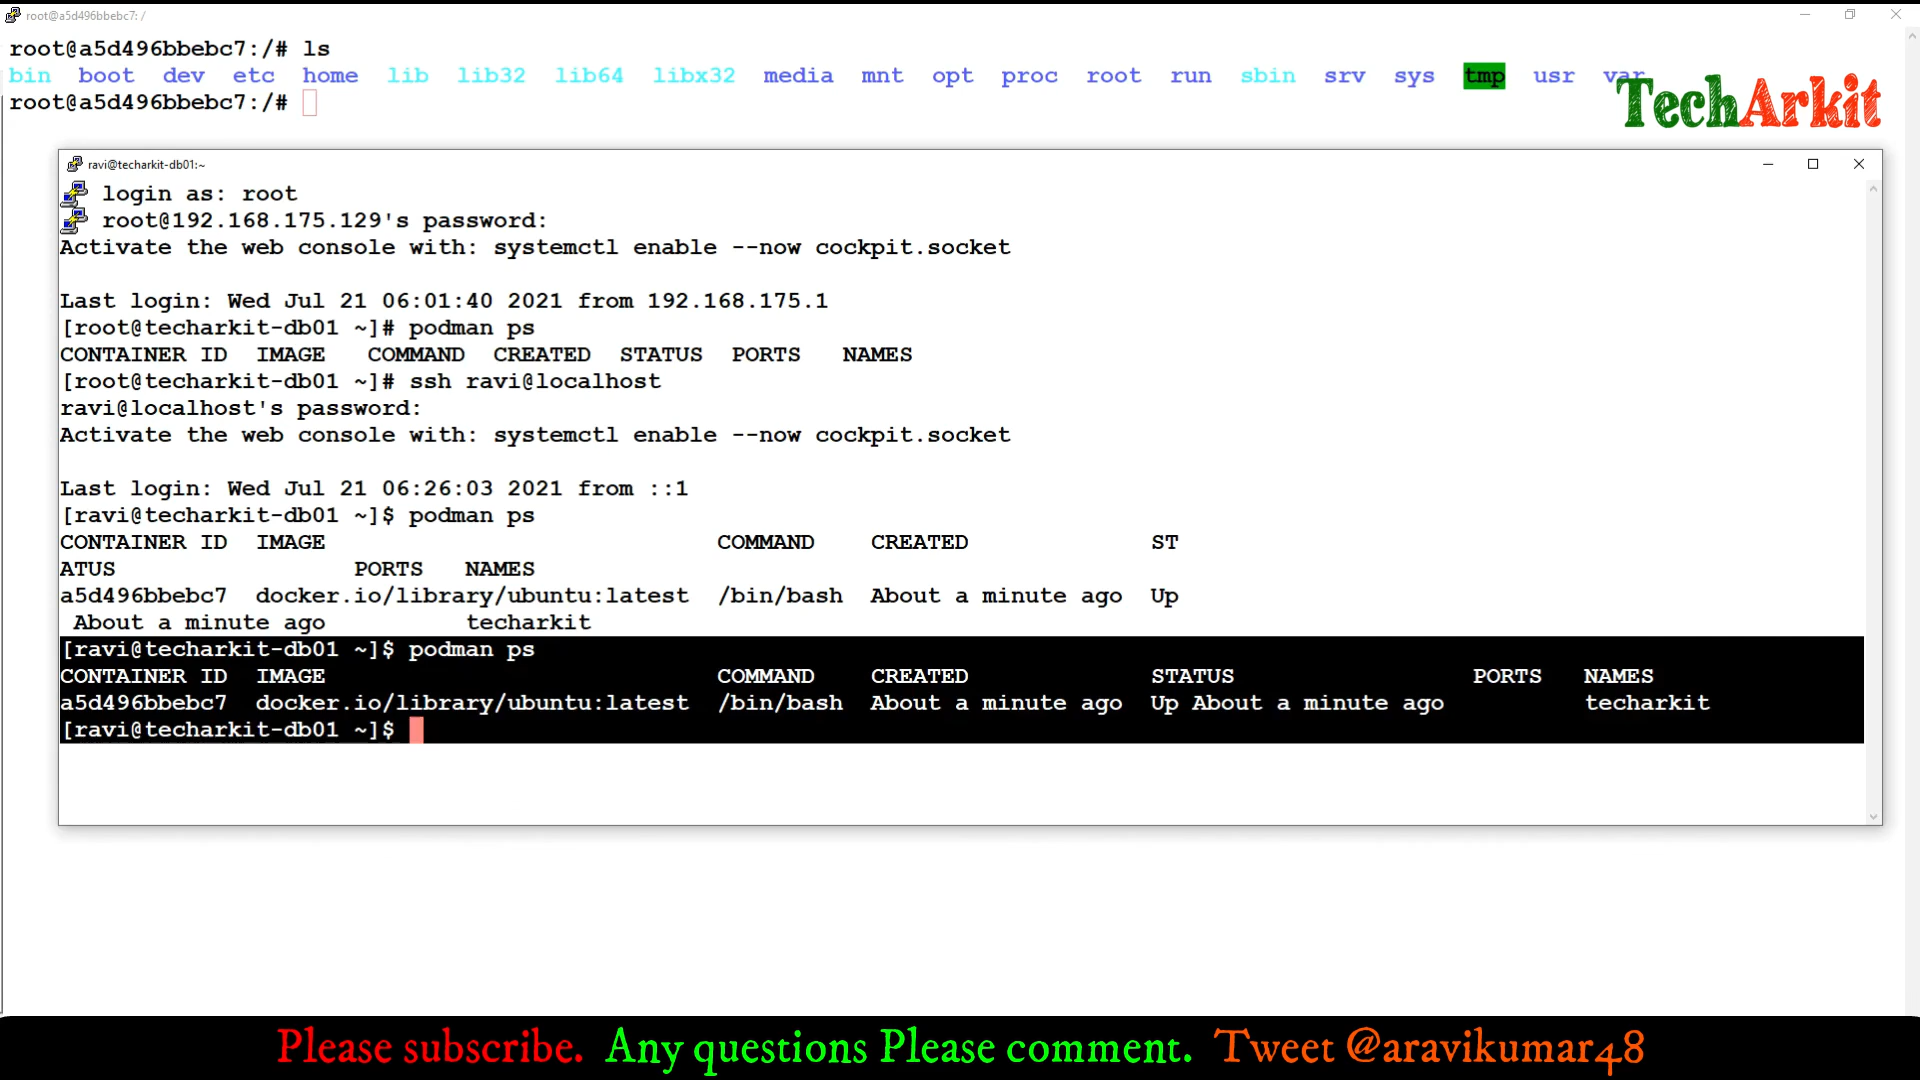 root@a5d496bbebc7: /
root@a5d496bbebc7:/# ls
bin boot dev etc home lib lib32 lib64 libx32 media mnt opt proc root run sbin srv sys tmp usr var
root@a5d496bbebc7:/#
TechArkit
ravi@techarkit-db01:~
login as: root
root@192.168.175.129's password:
Activate the web console with: systemctl enable --now cockpit.socket
Last login: Wed Jul 21 06:01:40 2021 from 192.168.175.1
[root@techarkit-db01 ~]# podman ps
CONTAINER ID IMAGE COMMAND CREATED STATUS PORTS NAMES
[root@techarkit-db01 ~]# ssh ravi@localhost
ravi@localhost's password:
Activate the web console with: systemctl enable --now cockpit.socket
Last login: Wed Jul 21 06:26:03 2021 from ::1
[ravi@techarkit-db01 ~]$ podman ps
CONTAINER ID IMAGE COMMAND CREATED ST
ATUS PORTS NAMES
a5d496bbebc7 docker.io/library/ubuntu:latest /bin/bash About a minute ago Up
About a minute ago techarkit
[ravi@techarkit-db01 ~]$ podman ps
CONTAINER ID IMAGE COMMAND CREATED STATUS PORTS NAMES
a5d496bbebc7 docker.io/library/ubuntu:latest /bin/bash About a minute ago Up About a minute ago techarkit
[ravi@techarkit-db01 ~]$
Please subscribe. Any questions Please comment. Tweet @aravikumar48